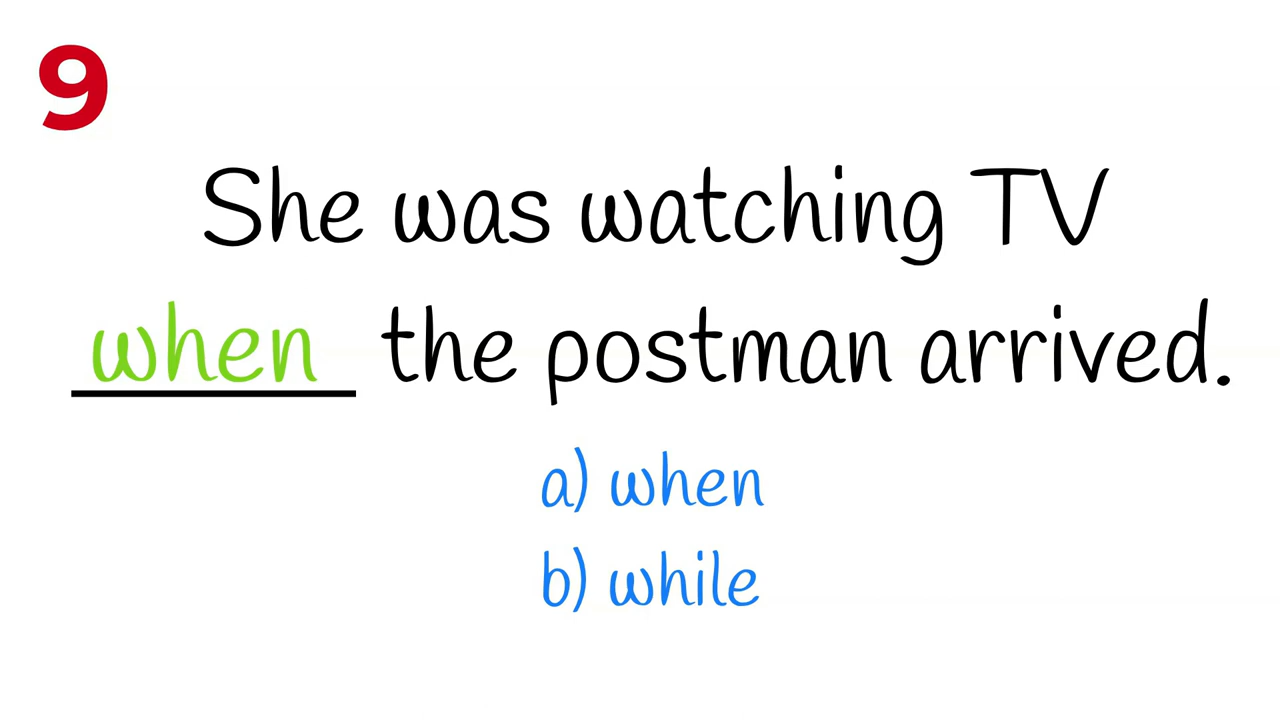 9
She was watching TV
when the postman arrived.
a) when
b) while